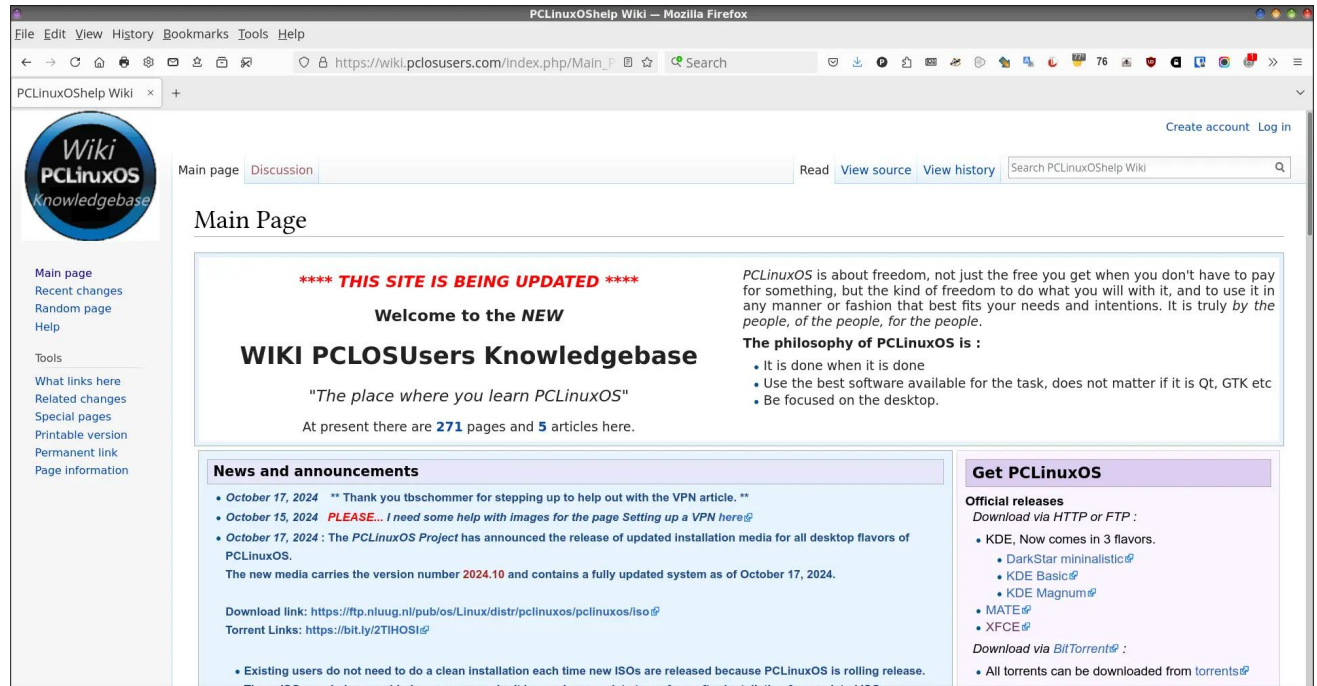 PCLinuxOShelp Wiki — Mozilla Firefox
File Edit View History Bookmarks Tools Help
https://wiki.pclosusers.com/index.php/Main_P
Search
76
PCLinuxOShelp Wiki × +
Wiki
PCLinuxOS
Knowledgebase
Create account Log in
Main page Discussion
Read View source View history Search PCLinuxOShelp Wiki
Main Page
Main page
Recent changes
Random page
Help
Tools
What links here
Related changes
Special pages
Printable version
Permanent link
Page information
**** THIS SITE IS BEING UPDATED ****
Welcome to the NEW
WIKI PCLOSUsers Knowledgebase
"The place where you learn PCLinuxOS"
At present there are 271 pages and 5 articles here.
PCLinuxOS is about freedom, not just the free you get when you don't have to pay
for something, but the kind of freedom to do what you will with it, and to use it in
any manner or fashion that best fits your needs and intentions. It is truly by the
people, of the people, for the people.
The philosophy of PCLinuxOS is :
• It is done when it is done
• Use the best software available for the task, does not matter if it is Qt, GTK etc
• Be focused on the desktop.
News and announcements
• October 17, 2024 ** Thank you tbschommer for stepping up to help out with the VPN article. **
• October 15, 2024 PLEASE... I need some help with images for the page Setting up a VPN here
• October 17, 2024 : The PCLinuxOS Project has announced the release of updated installation media for all desktop flavors of
PCLinuxOS.
The new media carries the version number 2024.10 and contains a fully updated system as of October 17, 2024.
Download link: https://ftp.nluug.nl/pub/os/Linux/distr/pclinuxos/pclinuxos/iso
Torrent Links: https://bit.ly/2TIHOSI
• Existing users do not need to do a clean installation each time new ISOs are released because PCLinuxOS is rolling release.
Get PCLinuxOS
Official releases
Download via HTTP or FTP :
• KDE, Now comes in 3 flavors.
• DarkStar mininalistic
• KDE Basic
• KDE Magnum
• MATE
• XFCE
Download via BitTorrent :
• All torrents can be downloaded from torrents